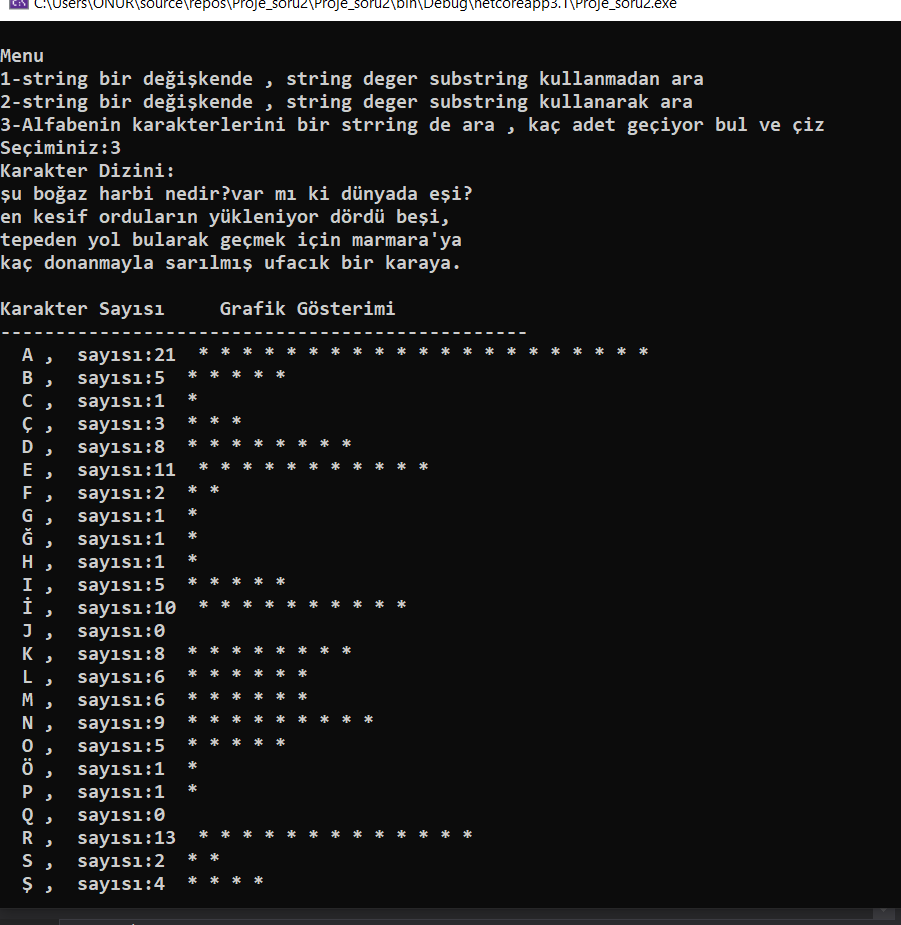 C:\Users\ONUR\source\repos\Proje_soru2\Proje_soru2\bin\Debug\netcoreapp3.1\Proje_soru2.exe
Menu
1-string bir değişkende , string deger substring kullanmadan ara
2-string bir değişkende , string deger substring kullanarak ara
3-Alfabenin karakterlerini bir strring de ara , kaç adet geçiyor bul ve çiz
Seçiminiz:3
Karakter Dizini:
şu boğaz harbi nedir?var mı ki dünyada eşi?
en kesif orduların yükleniyor dördü beşi,
tepeden yol bularak geçmek için marmara'ya
kaç donanmayla sarılmış ufacık bir karaya.
Karakter Sayısı     Grafik Gösterimi
------------------------------------------------
A ,  sayısı:21  * * * * * * * * * * * * * * * * * * * * *
B ,  sayısı:5  * * * * *
C ,  sayısı:1  *
Ç ,  sayısı:3  * * *
D ,  sayısı:8  * * * * * * * *
E ,  sayısı:11  * * * * * * * * * * *
F ,  sayısı:2  * *
G ,  sayısı:1  *
Ğ ,  sayısı:1  *
H ,  sayısı:1  *
I ,  sayısı:5  * * * * *
İ ,  sayısı:10  * * * * * * * * * *
J ,  sayısı:0
K ,  sayısı:8  * * * * * * * *
L ,  sayısı:6  * * * * * *
M ,  sayısı:6  * * * * * *
N ,  sayısı:9  * * * * * * * * *
O ,  sayısı:5  * * * * *
Ö ,  sayısı:1  *
P ,  sayısı:1  *
Q ,  sayısı:0
R ,  sayısı:13  * * * * * * * * * * * * *
S ,  sayısı:2  * *
Ş ,  sayısı:4  * * * *